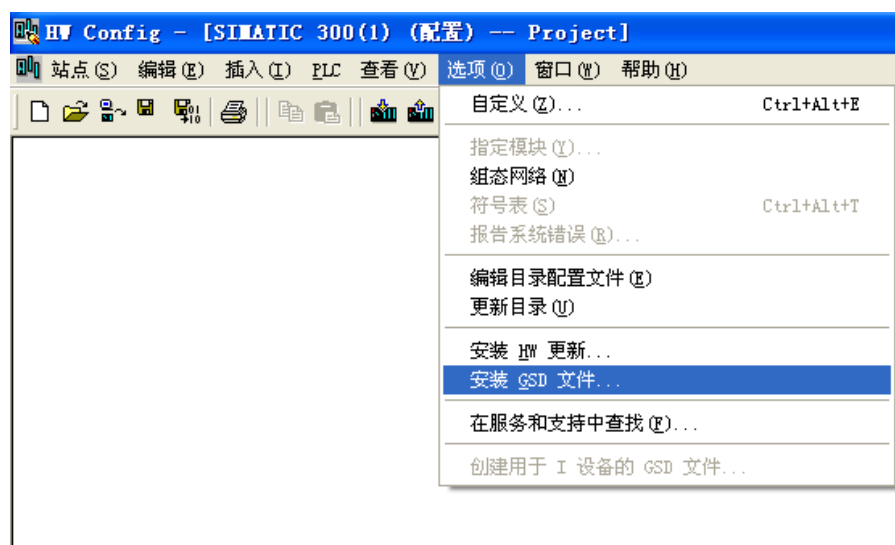 HW Config - [SIMATIC 300(1) (配置) -- Project]
站点(S) 编辑(E) 插入(I) PLC 查看(V) 选项(O) 窗口(W) 帮助(H)
自定义(Z)... Ctrl+Alt+E
指定模块(Y)...
组态网络(N)
符号表(S) Ctrl+Alt+T
报告系统错误(R)...
编辑目录配置文件(E)
更新目录(U)
安装 HW 更新...
安装 GSD 文件...
在服务和支持中查找(F)...
创建用于 I 设备的 GSD 文件...